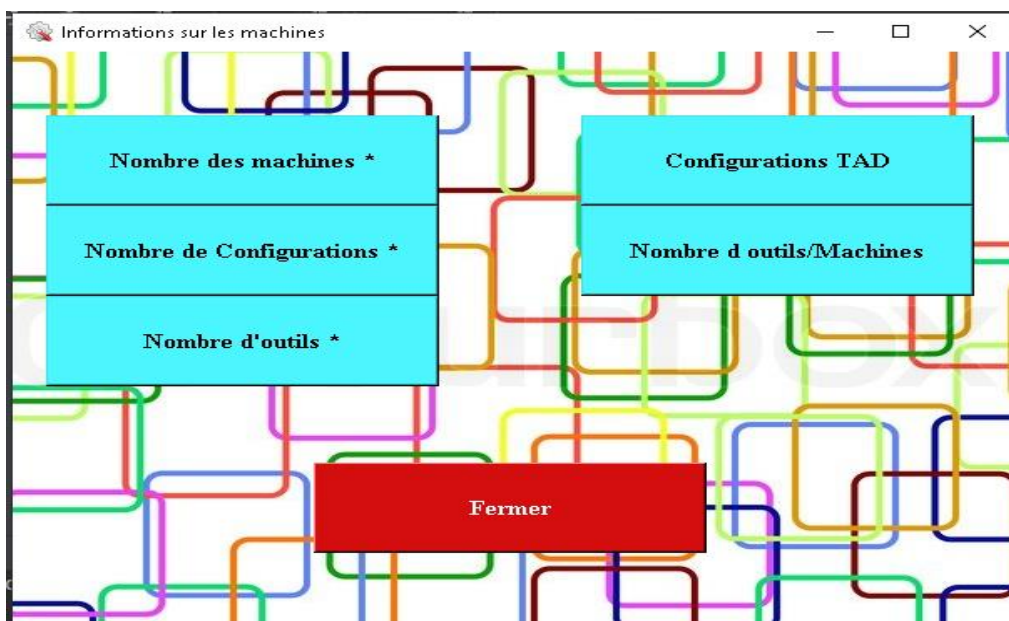 Informations sur les machines
Nombre des machines *
Configurations TAD
Nombre de Configurations *
Nombre d outils/Machines
Nombre d'outils *
Fermer